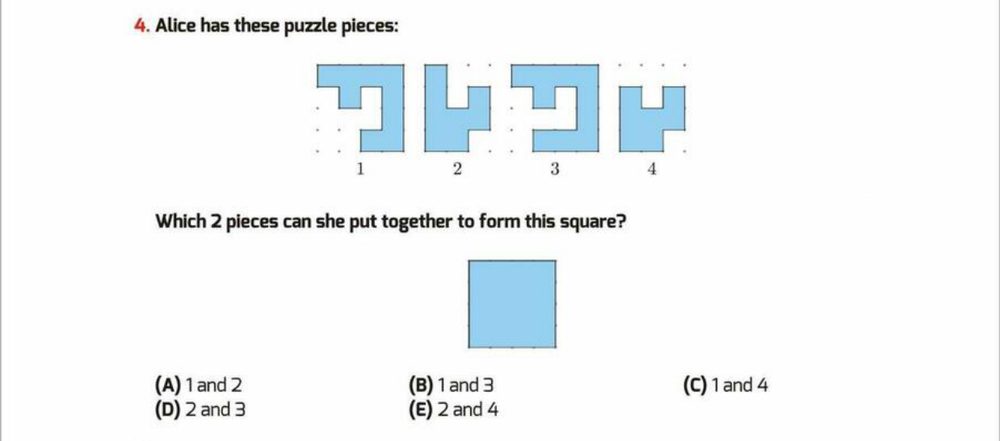 4. Alice has these puzzle pieces:
1 2 3 4
Which 2 pieces can she put together to form this square?
(A) 1 and 2 (B) 1 and 3 (C) 1 and 4
(D) 2 and 3 (E) 2 and 4